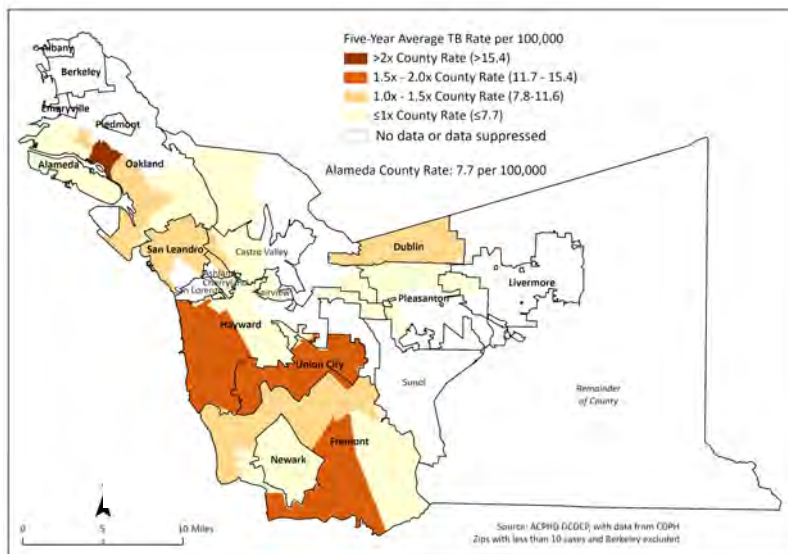 Five-Year Average TB Rate per 100,000
>2x County Rate (>15.4)
1.5x - 2.0x County Rate (11.7 - 15.4)
1.0x - 1.5x County Rate (7.8-11.6)
≤1x County Rate (≤7.7)
No data or data suppressed
Alameda County Rate: 7.7 per 100,000
Albany
Berkeley
Emeryville
Piedmont
Alameda
Oakland
San Leandro
Castro Valley
Dublin
Ashland
Cherryland
San Lorenzo
Fairview
Livermore
Pleasanton
Hayward
Union City
Sunol
Remainder
of County
Fremont
Newark
0 5 10 Miles
Source: ACPHD DCDCP, with data from CDPH
Zips with less than 10 cases and Berkeley excluded